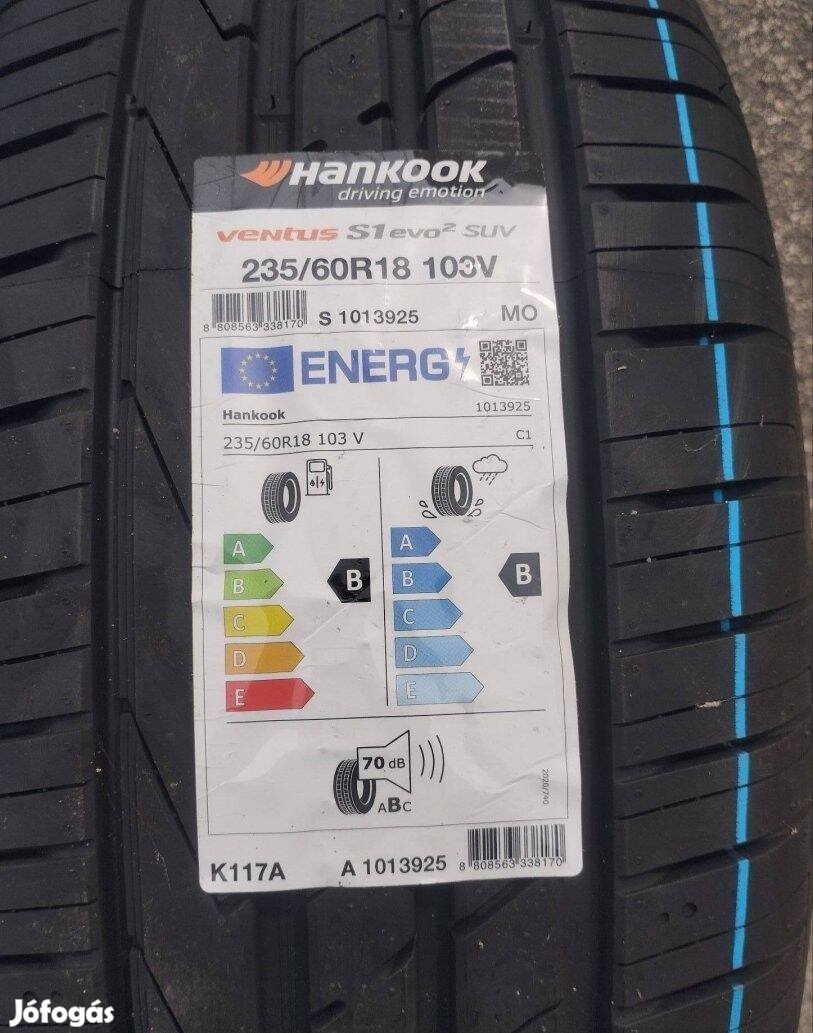 HANKOOK
driving emotion
ventus S1 evo² SUV
235/60R18 103V
8 808563 338170 S 1013925 MO
ENERG
Hankook 1013925
235/60R18 103 V C1
A A
B B B B
C C
D D
E E
70 dB
ABC
2020/740
K117A A 1013925 8 808563 338170
Jófogás